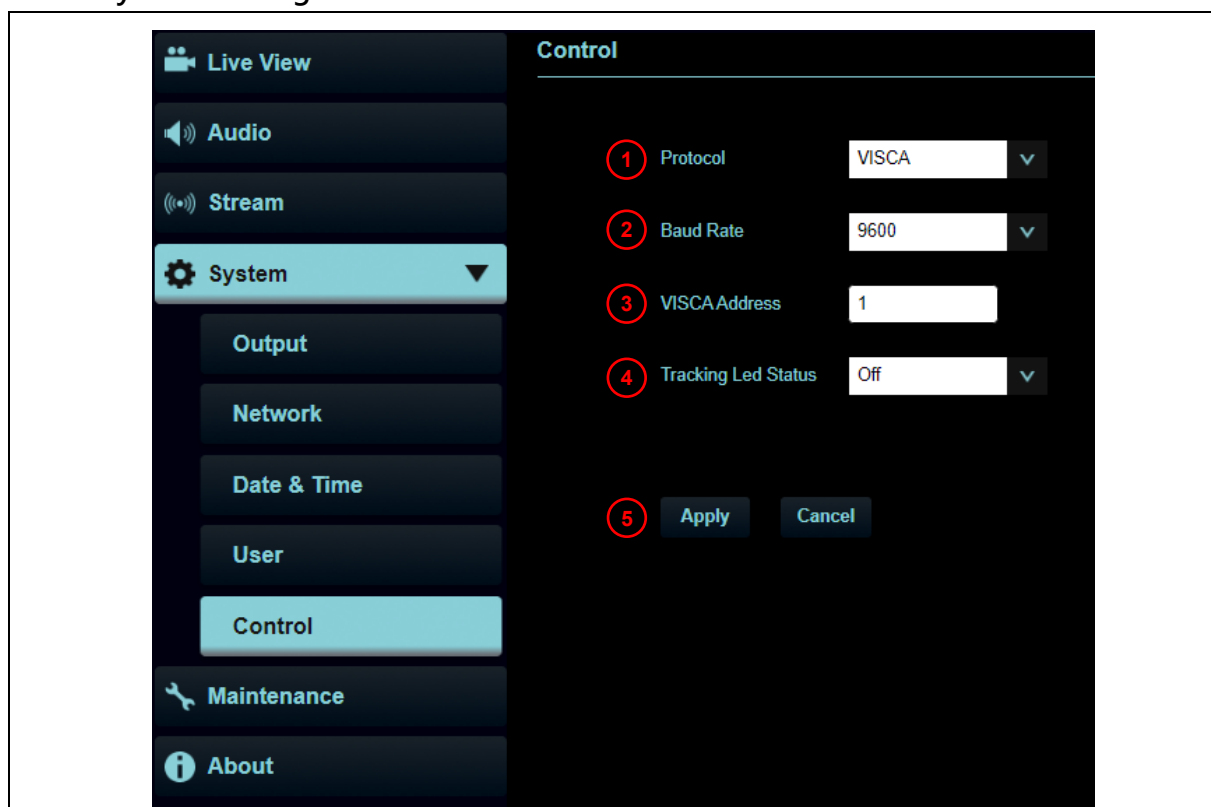 Live View
Audio
Stream
System
Output
Network
Date & Time
User
Control
Maintenance
About
Control
1 Protocol VISCA
2 Baud Rate 9600
3 VISCA Address 1
4 Tracking Led Status Off
5 Apply Cancel